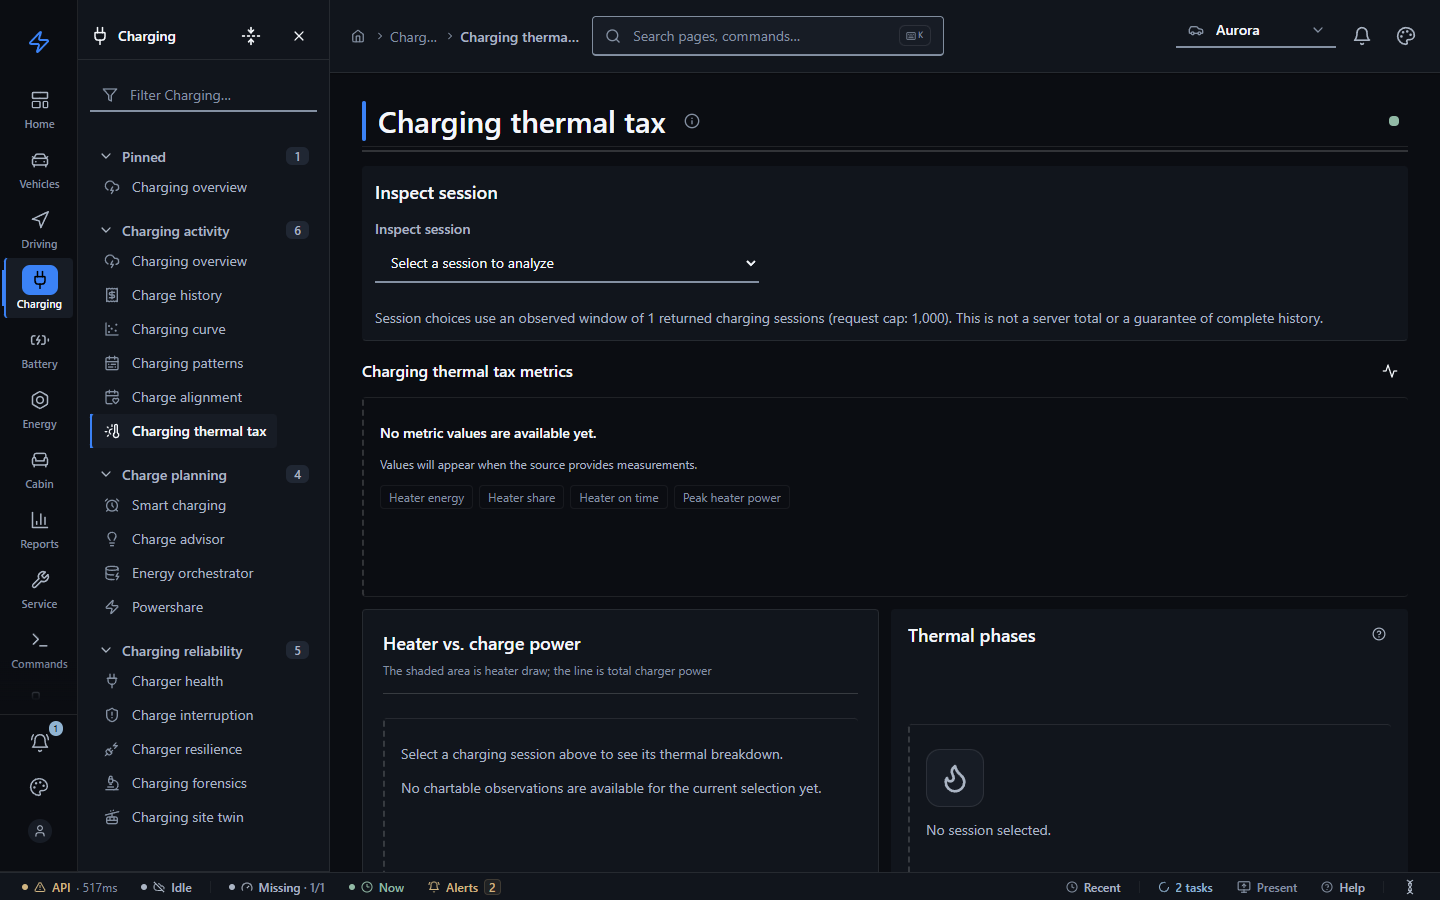 Charging
Charg...
Charging therma...
Search pages, commands...
K
Aurora
Home
Vehicles
Driving
Charging
Battery
Energy
Cabin
Reports
Service
Commands
1
Filter Charging...
Pinned
1
Charging overview
Charging activity
6
Charging overview
Charge history
Charging curve
Charging patterns
Charge alignment
Charging thermal tax
Charge planning
4
Smart charging
Charge advisor
Energy orchestrator
Powershare
Charging reliability
5
Charger health
Charge interruption
Charger resilience
Charging forensics
Charging site twin
Charging thermal tax
Inspect session
Inspect session
Select a session to analyze
Session choices use an observed window of 1 returned charging sessions (request cap: 1,000). This is not a server total or a guarantee of complete history.
Charging thermal tax metrics
No metric values are available yet.
Values will appear when the source provides measurements.
Heater energy
Heater share
Heater on time
Peak heater power
Heater vs. charge power
The shaded area is heater draw; the line is total charger power
Select a charging session above to see its thermal breakdown.
No chartable observations are available for the current selection yet.
Thermal phases
No session selected.
API · 517ms
Idle
Missing · 1/1
Now
Alerts 2
Recent
2 tasks
Present
Help